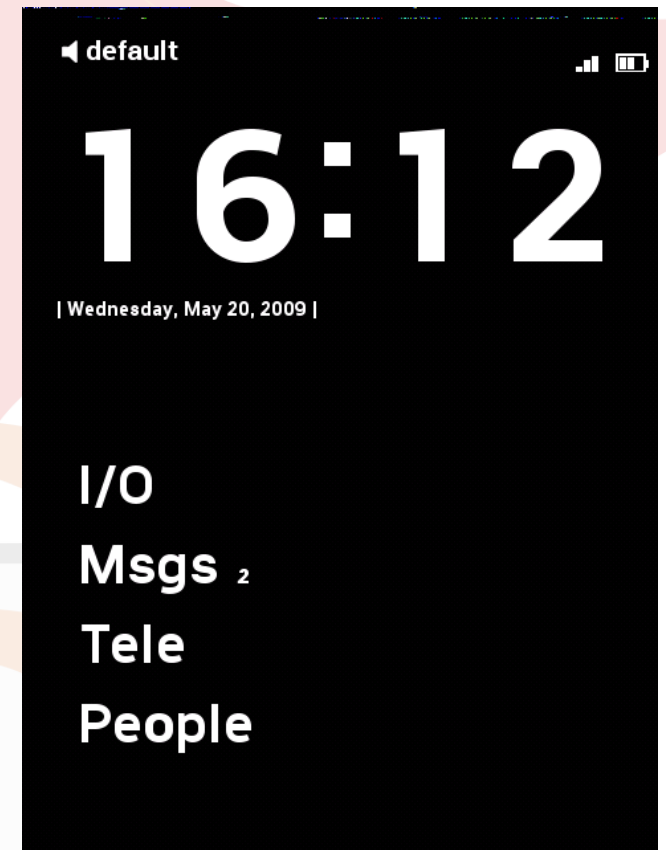 default
16:12
| Wednesday, May 20, 2009 |
I/O
Msgs 2
Tele
People